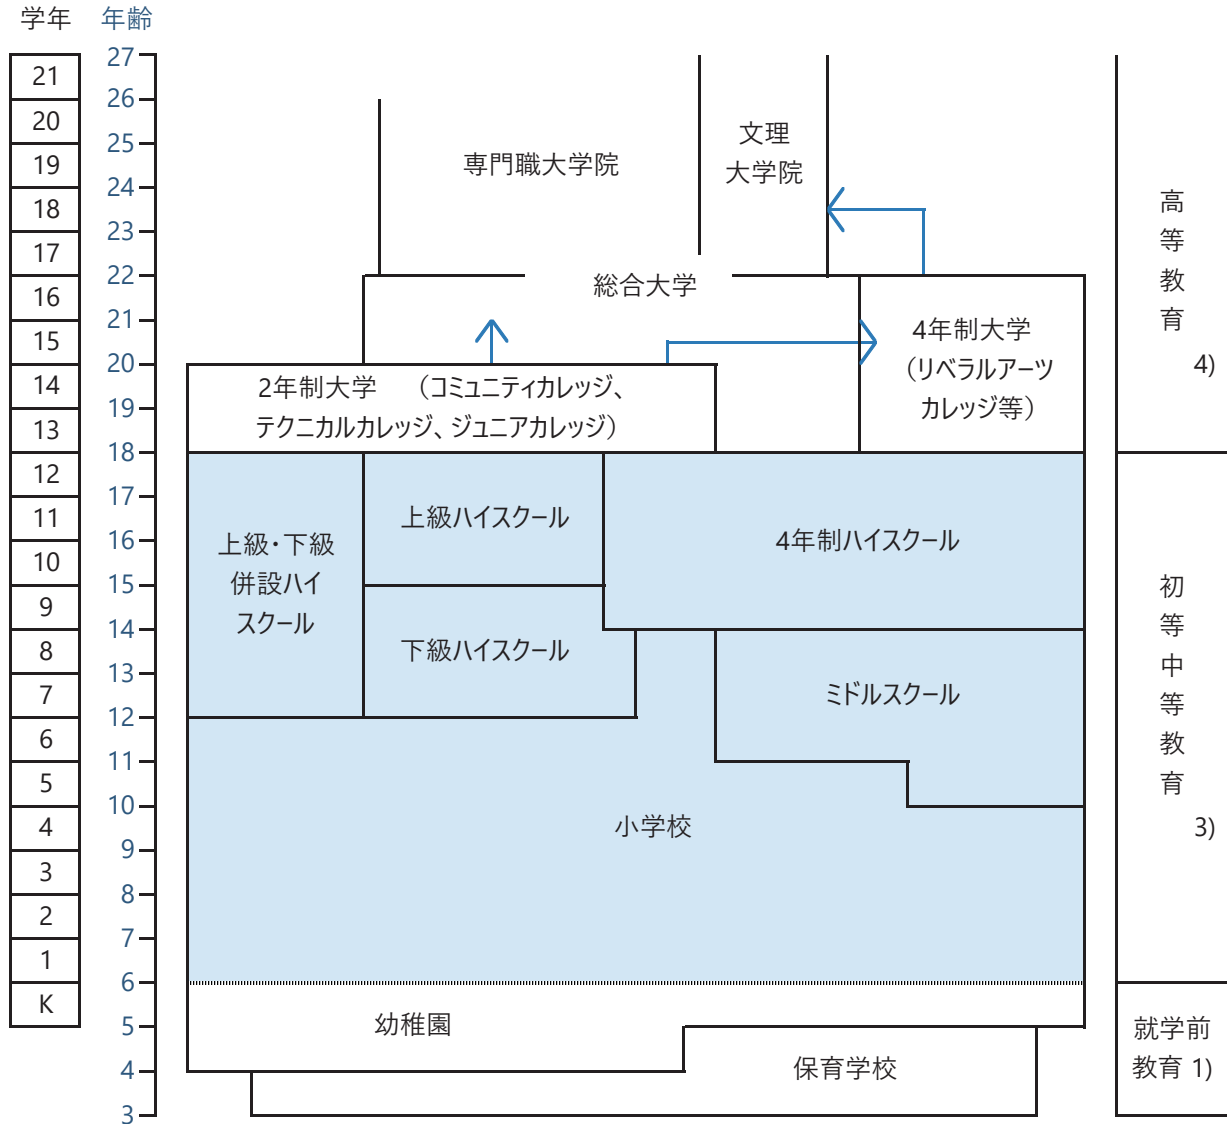 学年
年齢
21
20
19
18
17
16
15
14
13
12
11
10
9
8
7
6
5
4
3
2
1
K
27
26
25
24
23
22
21
20
19
18
17
16
15
14
13
12
11
10
9
8
7
6
5
4
3
専門職大学院
文理
大学院
総合大学
4年制大学
（リベラルアーツ
カレッジ等）
2年制大学　（コミュニティカレッジ、
テクニカルカレッジ、ジュニアカレッジ）
上級・下級
併設ハイ
スクール
上級ハイスクール
下級ハイスクール
4年制ハイスクール
ミドルスクール
小学校
幼稚園
保育学校
高等教育
4)
初等中等教育
3)
就学前
教育 1)